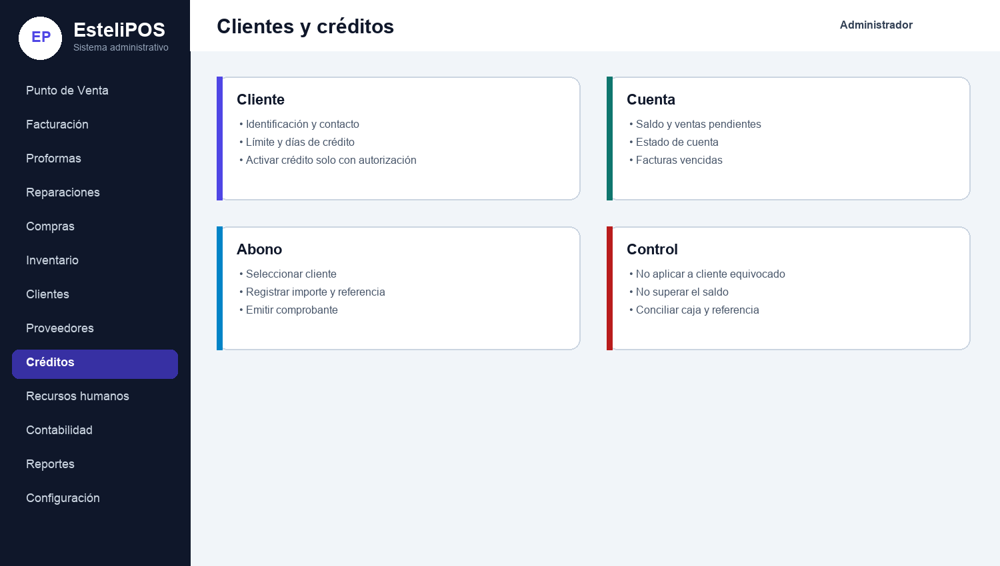 EP
EsteliPOS
Sistema administrativo
Punto de Venta
Facturación
Proformas
Reparaciones
Compras
Inventario
Clientes
Proveedores
Créditos
Recursos humanos
Contabilidad
Reportes
Configuración
Clientes y créditos
Administrador
Cliente
• Identificación y contacto
• Límite y días de crédito
• Activar crédito solo con autorización
Cuenta
• Saldo y ventas pendientes
• Estado de cuenta
• Facturas vencidas
Abono
• Seleccionar cliente
• Registrar importe y referencia
• Emitir comprobante
Control
• No aplicar a cliente equivocado
• No superar el saldo
• Conciliar caja y referencia